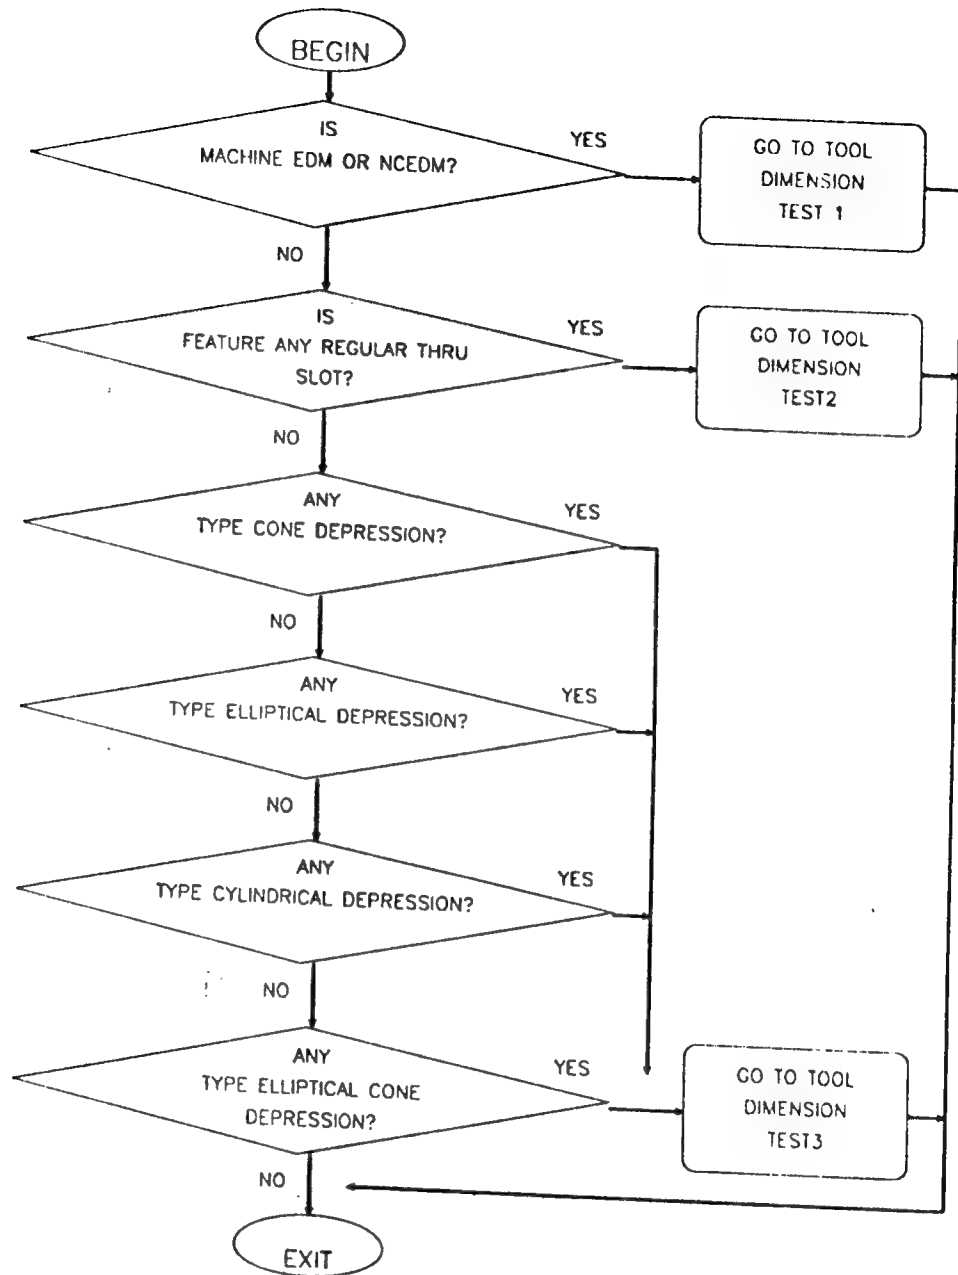 BEGIN
IS
MACHINE EDM OR NCEDM?
YES
GO TO TOOL
DIMENSION
TEST 1
NO
IS
FEATURE ANY REGULAR THRU
SLOT?
YES
GO TO TOOL
DIMENSION
TEST2
NO
ANY
TYPE CONE DEPRESSION?
YES
NO
ANY
TYPE ELLIPTICAL DEPRESSION?
YES
NO
ANY
TYPE CYLINDRICAL DEPRESSION?
YES
NO
ANY
TYPE ELLIPTICAL CONE
DEPRESSION?
YES
GO TO TOOL
DIMENSION
TEST3
NO
EXIT